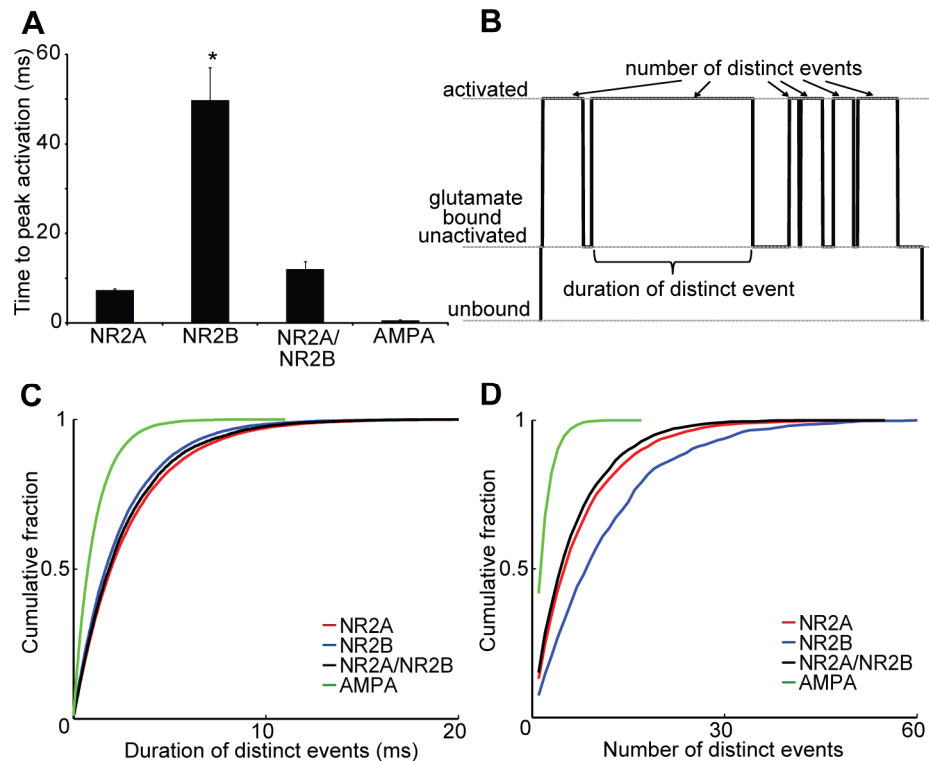 A
Time to peak activation (ms)
60
40
20
0
*
NR2A
NR2B
NR2A/
NR2B
AMPA
B
number of distinct events
activated
glutamate
bound
unactivated
duration of distinct event
unbound
C
Cumulative fraction
1
0.5
0
10
20
Duration of distinct events (ms)
NR2A
NR2B
NR2A/NR2B
AMPA
D
Cumulative fraction
1
0.5
0
30
60
Number of distinct events
NR2A
NR2B
NR2A/NR2B
AMPA